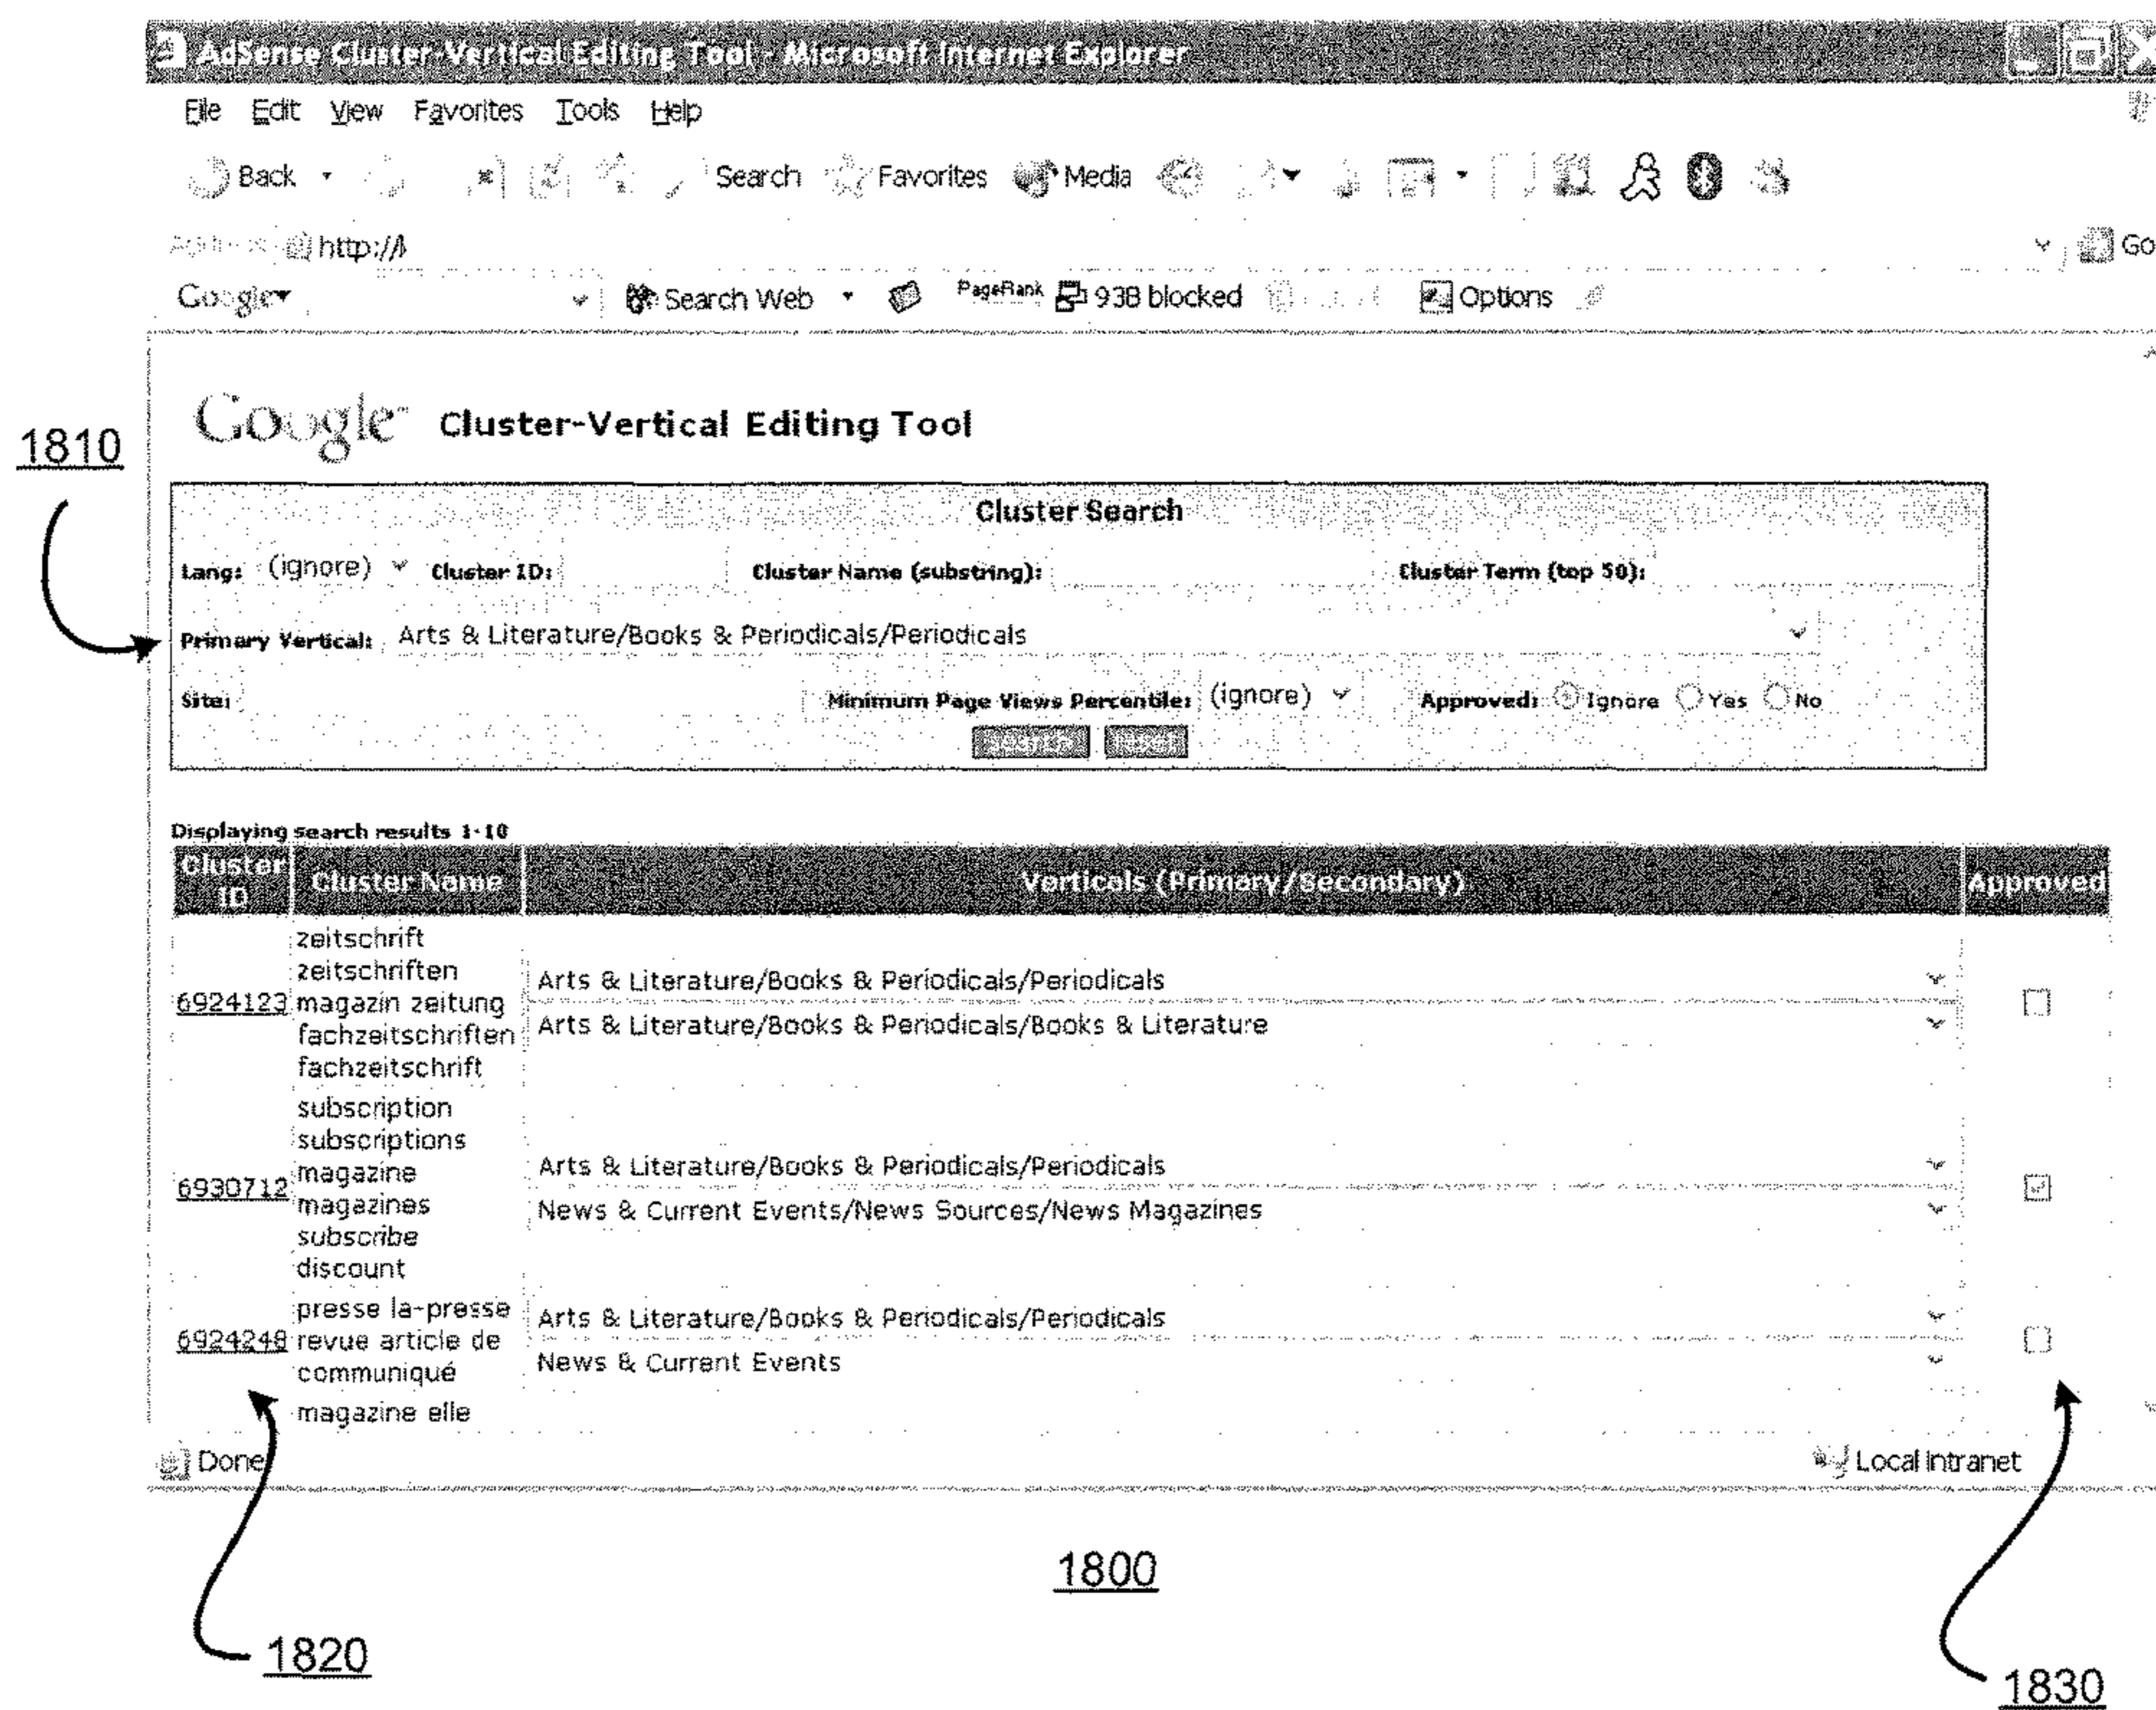 AdSense Cluster-Vertical Editing Tool - Microsoft Internet Explorer
File Edit View Favorites Tools Help
Back Search Favorites Media
Address http:// Go
Google Search Web PageRank 938 blocked Options
Google Cluster-Vertical Editing Tool
1810
Cluster Search
Lang: (ignore) Cluster ID: Cluster Name (substring): Cluster Term (top 50):
Primary Vertical: Arts & Literature/Books & Periodicals/Periodicals
Site: Minimum Page Views Percentile: (ignore) Approved: Ignore Yes No
search reset
Displaying search results 1-10
Cluster ID Cluster Name Verticals (Primary/Secondary) Approved
zeitschrift
zeitschriften
Arts & Literature/Books & Periodicals/Periodicals
6924123 magazin zeitung
Arts & Literature/Books & Periodicals/Books & Literature
fachzeitschriften
fachzeitschrift
subscription
subscriptions
magazine Arts & Literature/Books & Periodicals/Periodicals
6930712
magazines News & Current Events/News Sources/News Magazines
subscribe
discount
presse la-presse Arts & Literature/Books & Periodicals/Periodicals
6924248 revue article de
communiqué News & Current Events
magazine elle
Done Local intranet
1800
1820
1830